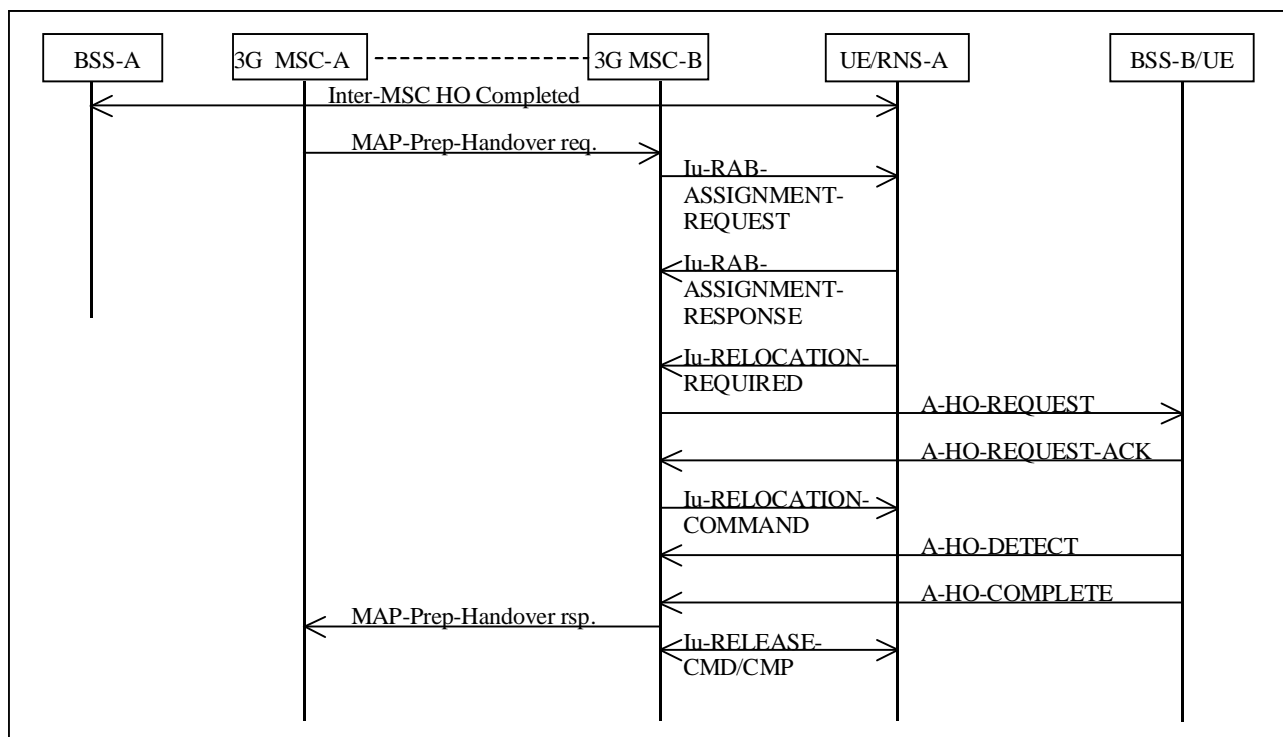 BSS-A
3G MSC-A
3G MSC-B
UE/RNS-A
BSS-B/UE
Inter-MSC HO Completed
MAP-Prep-Handover req.
Iu-RAB-
ASSIGNMENT-
REQUEST
Iu-RAB-
ASSIGNMENT-
RESPONSE
Iu-RELOCATION-
REQUIRED
A-HO-REQUEST
A-HO-REQUEST-ACK
Iu-RELOCATION-
COMMAND
A-HO-DETECT
A-HO-COMPLETE
MAP-Prep-Handover rsp.
Iu-RELEASE-
CMD/CMP